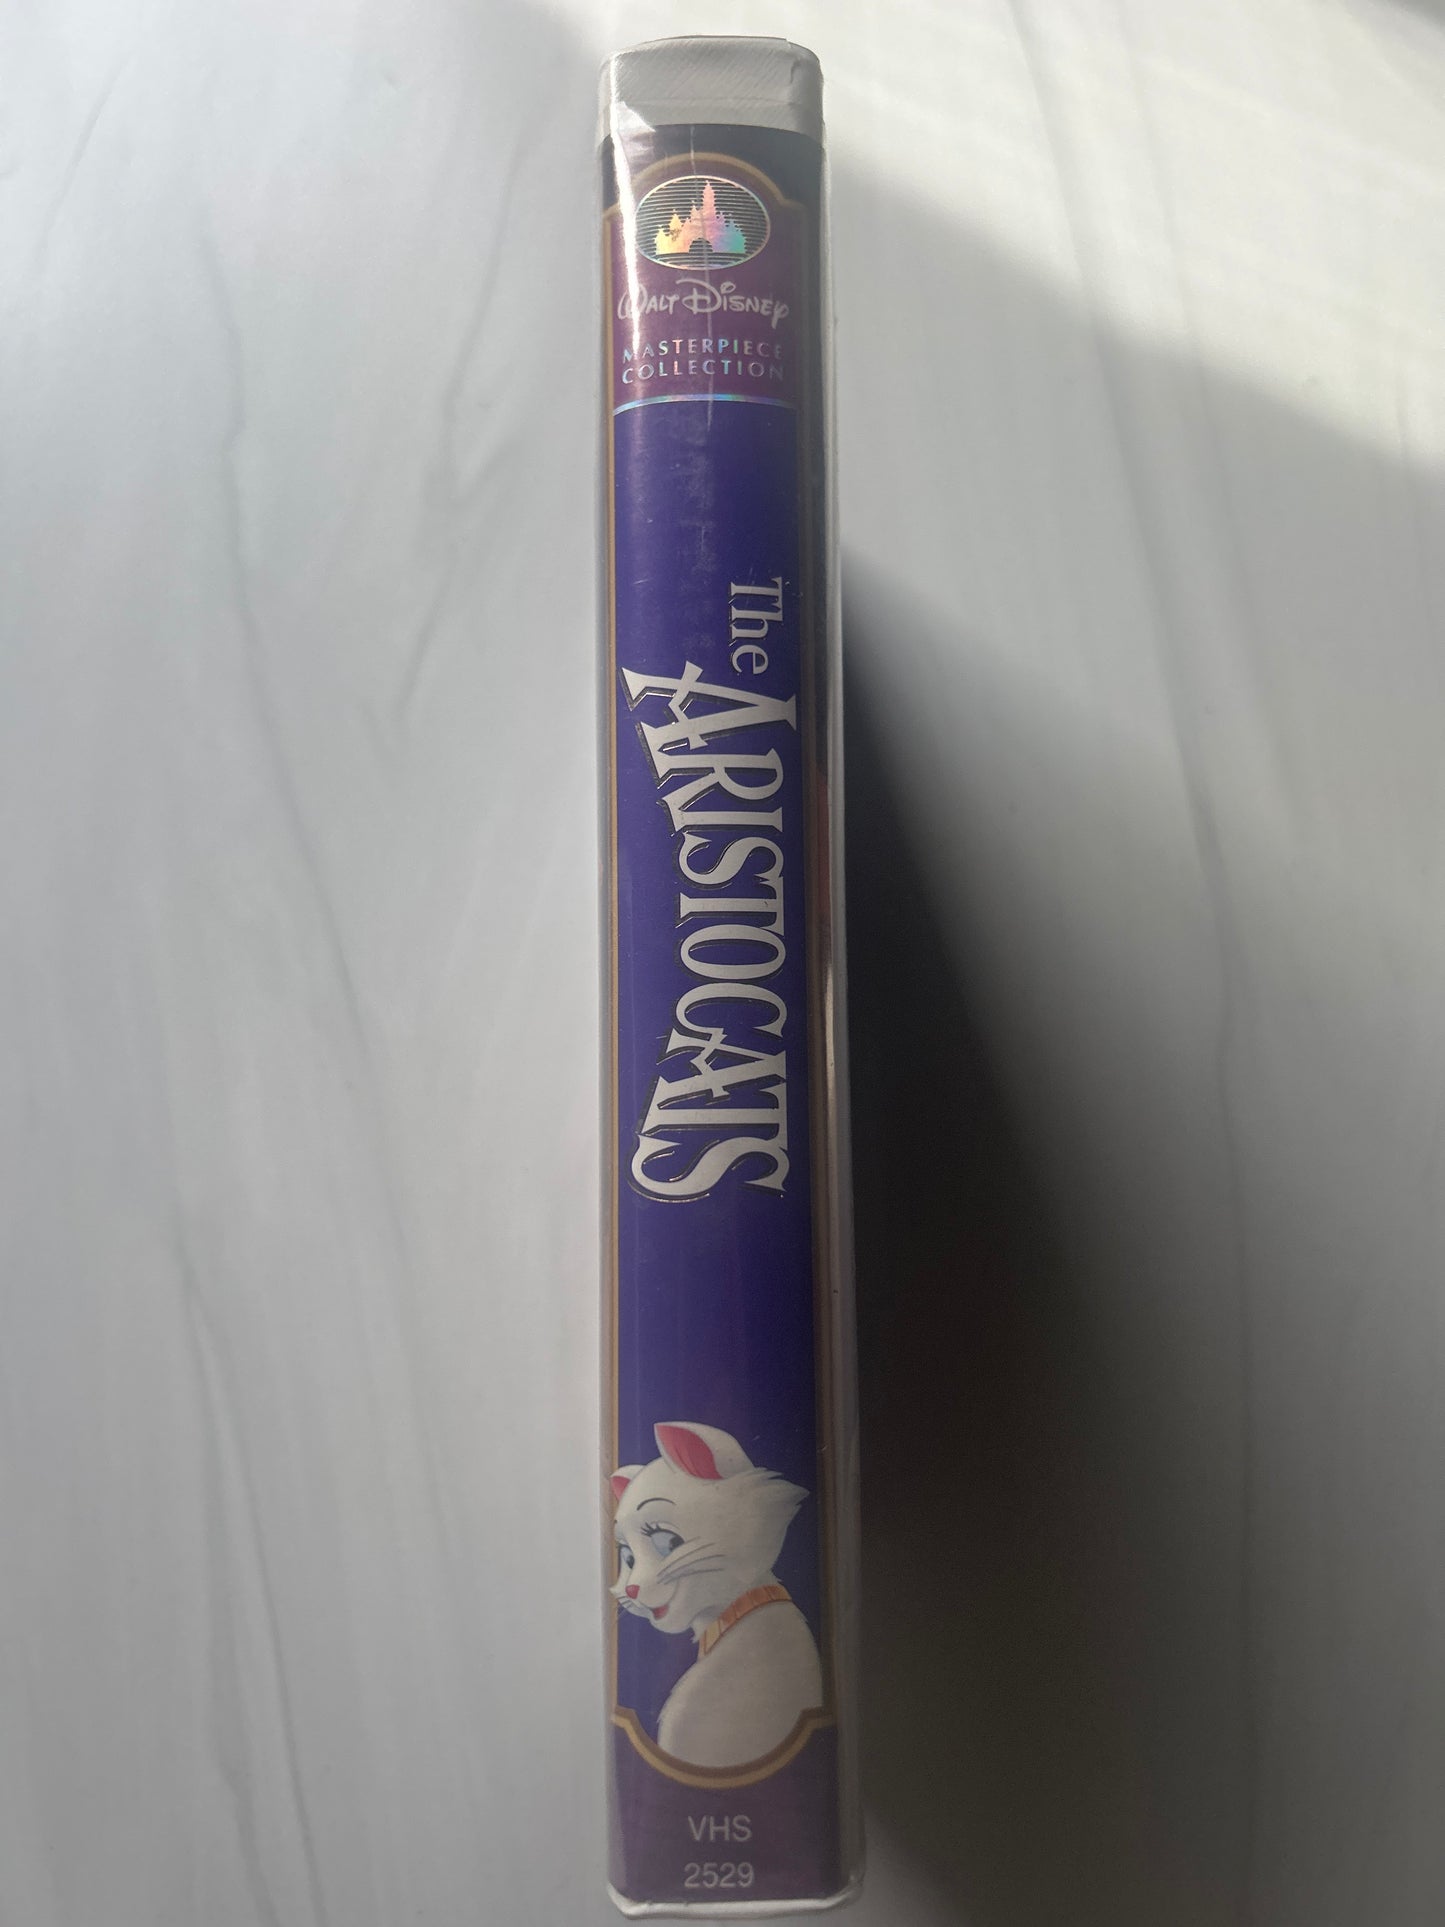 Walt Disney
MASTERPIECE
COLLECTION
The
ARISTOCATS
VHS
2529